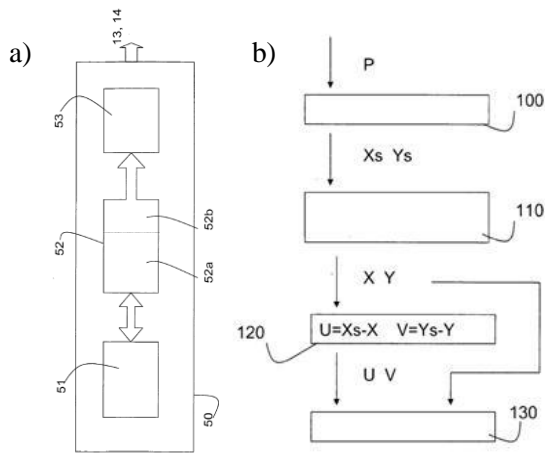 a)
13, 14
53
52b
52
52a
51
50
b)
P
100
Xs Ys
110
X Y
120
U=Xs-X V=Ys-Y
U V
130